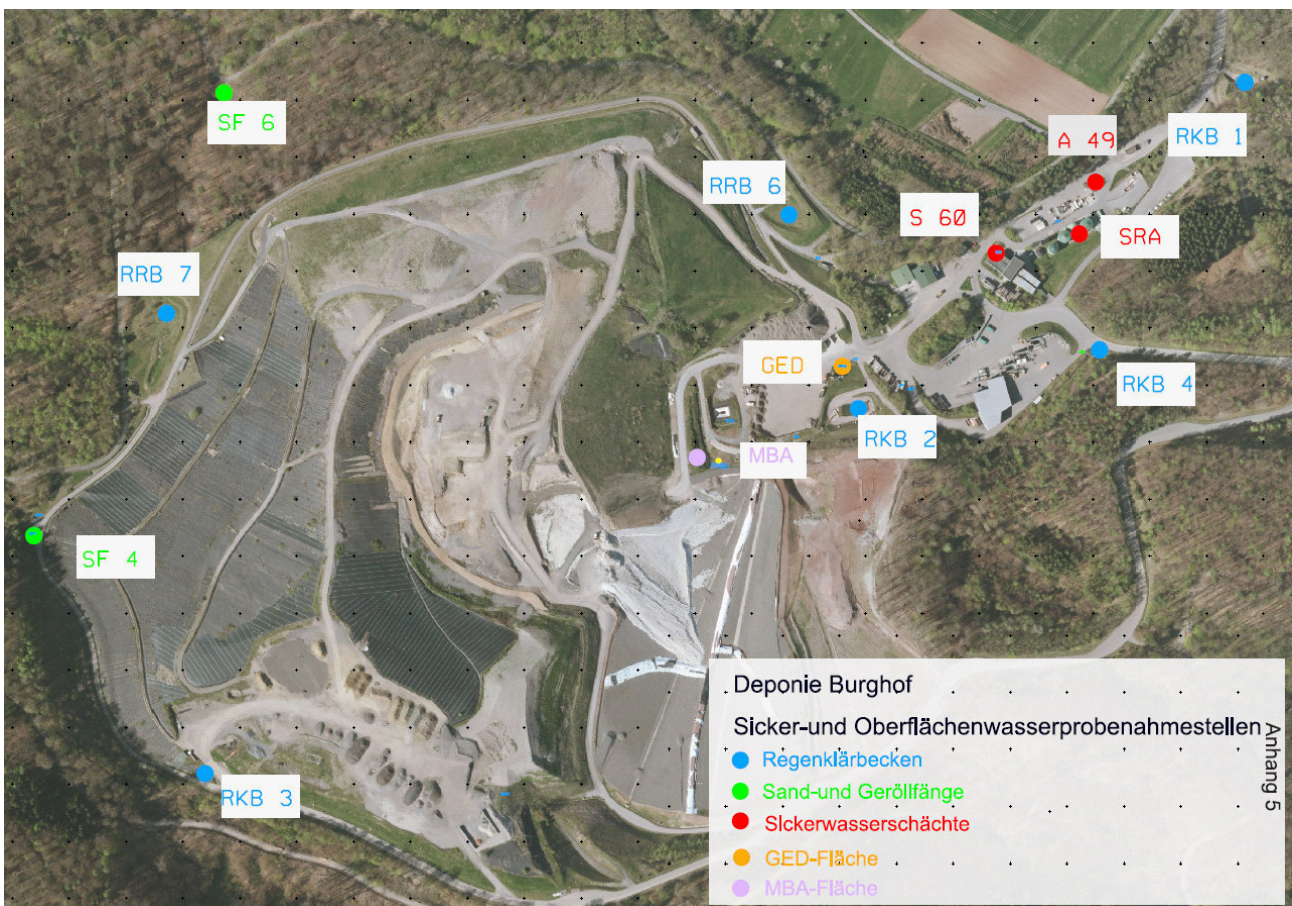 SF 6
A 49
RKB 1
RRB 6
S 60
SRA
RRB 7
GED
RKB 4
RKB 2
MBA
SF 4
RKB 3
Deponie Burghof
Sicker-und Oberflächenwasserprobenahmestellen
Regenklärbecken
Sand-und Geröllfänge
SIckerwasserschächte
GED-Fläche
MBA-Fläche
Anhang 5